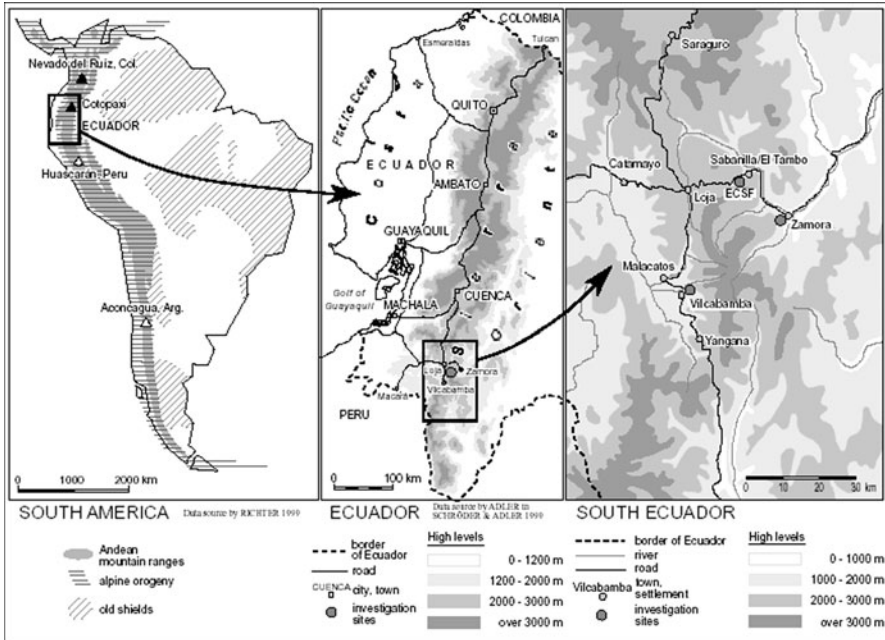 Nevado del Ruiz, Col.
Cotopaxi
ECUADOR
Huascarán, Peru
Aconcagua, Arg.
0 1000 2000 km
COLOMBIA
Esmeraldas
Tulcan
Pacific Ocean
QUITO
ECUADOR
AMBATO
Costa
Sierra
Oriente
GUAYAQUIL
Golf of
Guayaquil
MACHALA
CUENCA
Loja
Zamora
Vilcabamba
Macará
PERU
0 100 km
Saraguro
Catamayo
Sabanilla/El Tambo
Loja
ECSF
Zamora
Malacatos
Vilcabamba
Yangana
0 10 20 30 km
SOUTH AMERICA Data source by RICHTER 1999
Andean
mountain ranges
alpine orogeny
old shields
ECUADOR Data source by ADLER in
SCHRÖDER & ADLER 1999
border
of Ecuador
road
CUENCA city, town
investigation
sites
High levels
0 - 1200 m
1200 - 2000 m
2000 - 3000 m
over 3000 m
SOUTH ECUADOR
border of Ecuador
river
road
Vilcabamba town,
settlement
investigation
sites
High levels
0 - 1000 m
1000 - 2000 m
2000 - 3000 m
over 3000 m